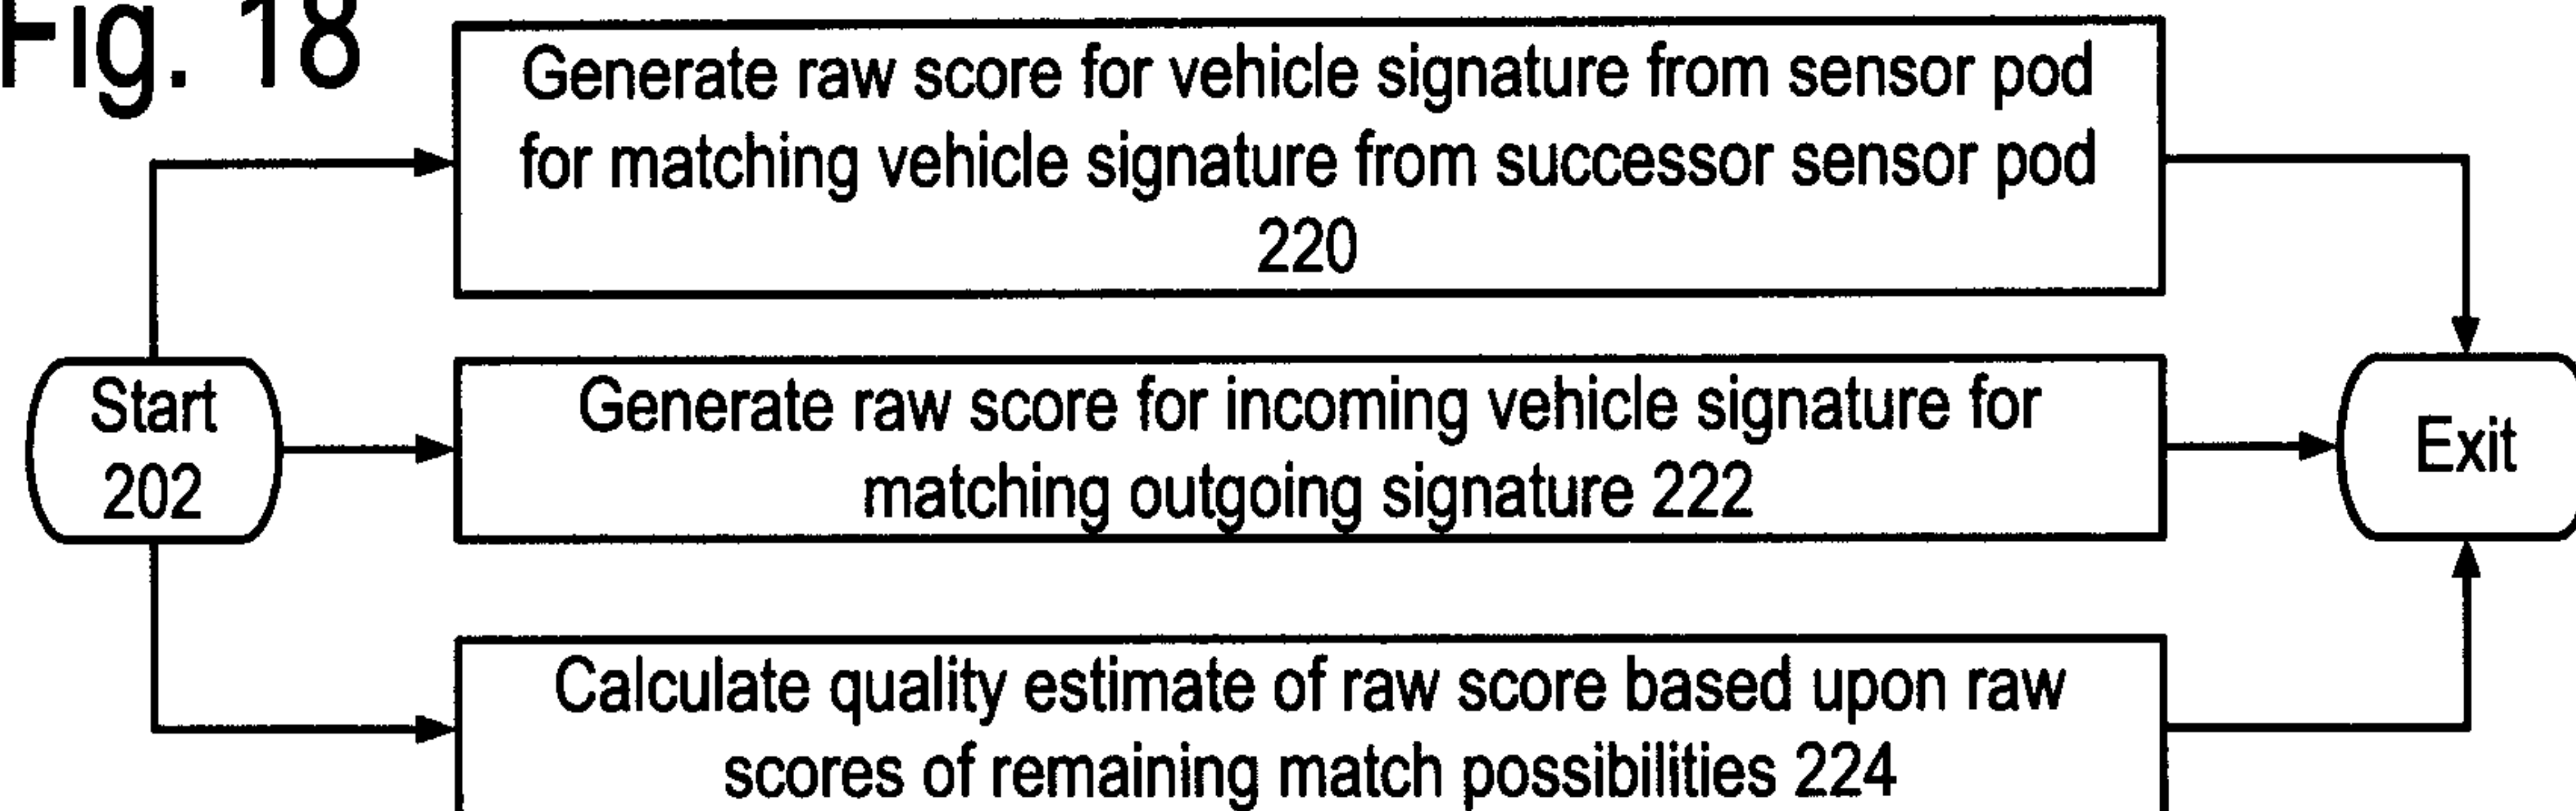 Fig. 18
Generate raw score for vehicle signature from sensor pod
for matching vehicle signature from successor sensor pod
220
Start
202
Generate raw score for incoming vehicle signature for
matching outgoing signature 222
Exit
Calculate quality estimate of raw score based upon raw
scores of remaining match possibilities 224